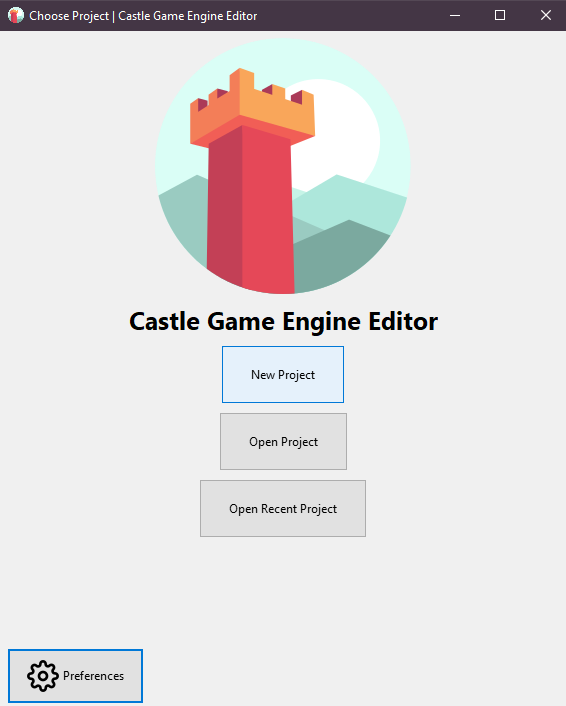 Choose Project | Castle Game Engine Editor
Castle Game Engine Editor
New Project
Open Project
Open Recent Project
Preferences